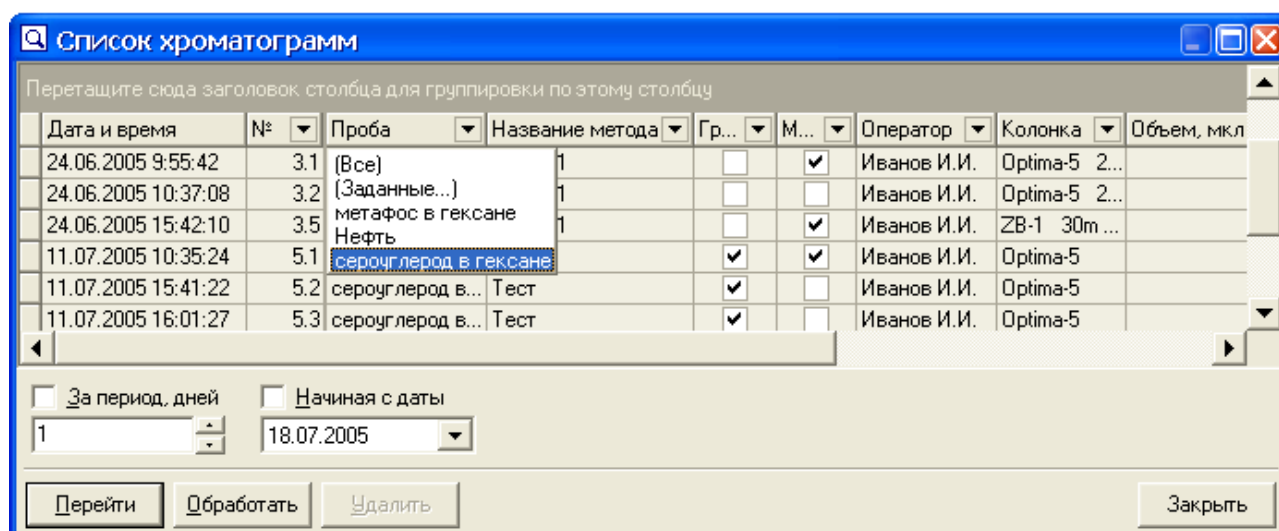 Список хроматограмм
Перетащите сюда заголовок столбца для группировки по этому столбцу
Дата и время № Проба Название метода Гр... М... Оператор Колонка Объем, мкл
24.06.2005 9:55:42 3.1 (Все) 1 Иванов И.И. Optima-5 2...
24.06.2005 10:37:08 3.2 (Заданные...) 1 Иванов И.И. Optima-5 2...
метафос в гексане
24.06.2005 15:42:10 3.5 Нефть 1 Иванов И.И. ZB-1 30m ...
11.07.2005 10:35:24 5.1 сероуглерод в гексане Иванов И.И. Optima-5
11.07.2005 15:41:22 5.2 сероуглерод в... Тест Иванов И.И. Optima-5
11.07.2005 16:01:27 5.3 сероуглерод в... Тест Иванов И.И. Optima-5
За период, дней Начиная с даты
1 18.07.2005
Перейти Обработать Удалить Закрыть